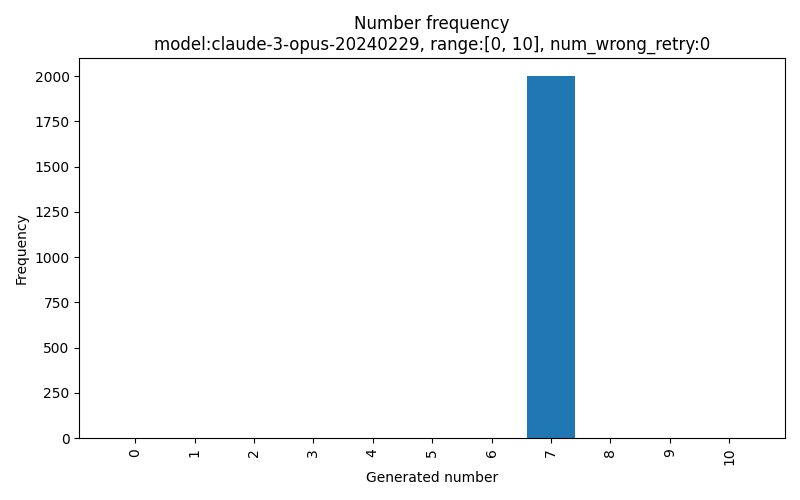 Number frequency
model:claude-3-opus-20240229, range:[0, 10], num_wrong_retry:0
2000
1750
1500
1250
1000
750
500
250
0
Frequency
0 1 2 3 4 5 6 7 8 9 10
Generated number